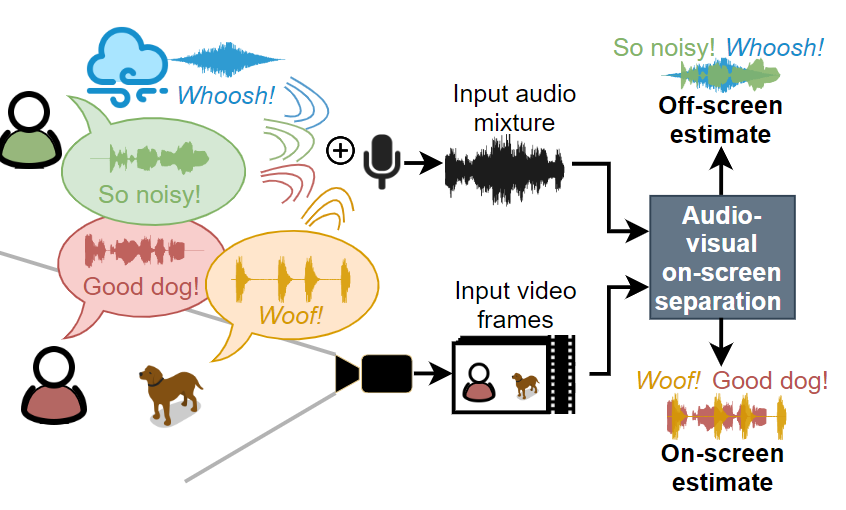 Whoosh!
So noisy!
Good dog!
Woof!
Input audio
mixture
Input video
frames
So noisy! Whoosh!
Off-screen
estimate
Audio-
visual
on-screen
separation
Woof! Good dog!
On-screen
estimate